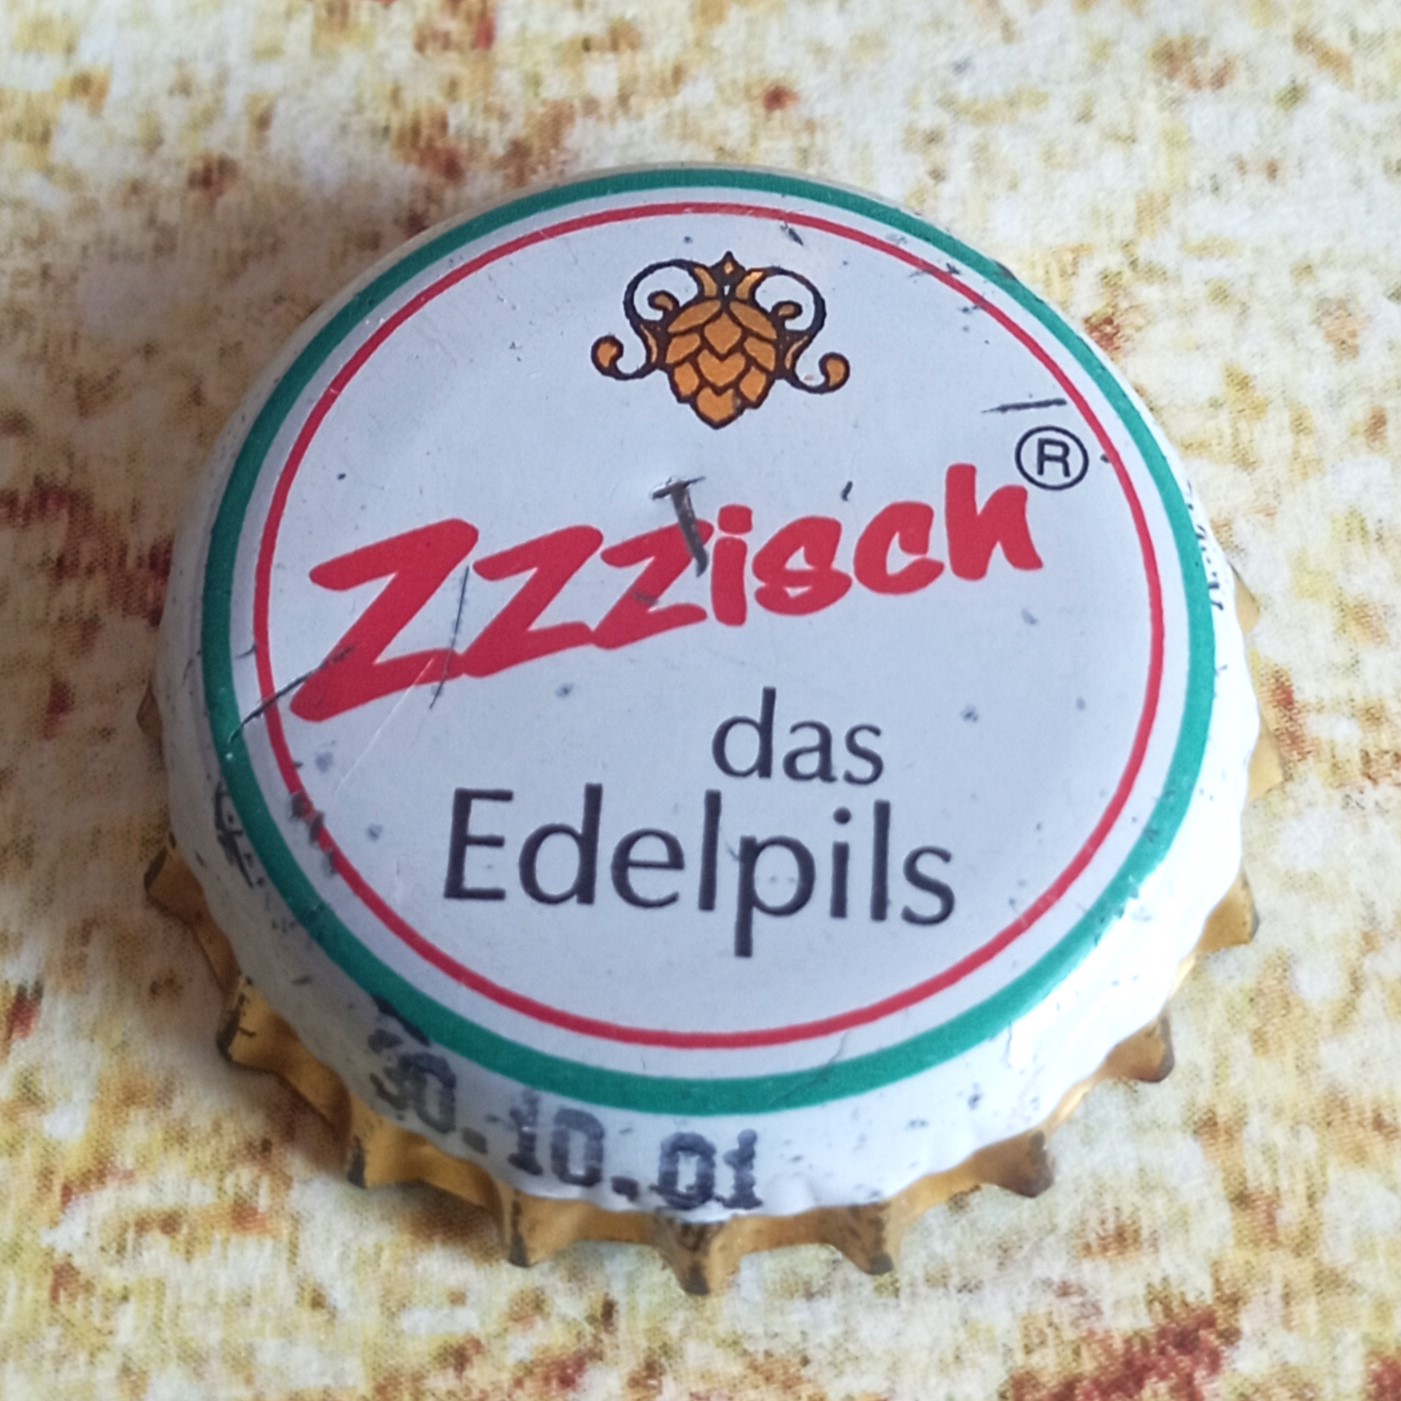 Zzzisch®
das
Edelpils
30.10.01